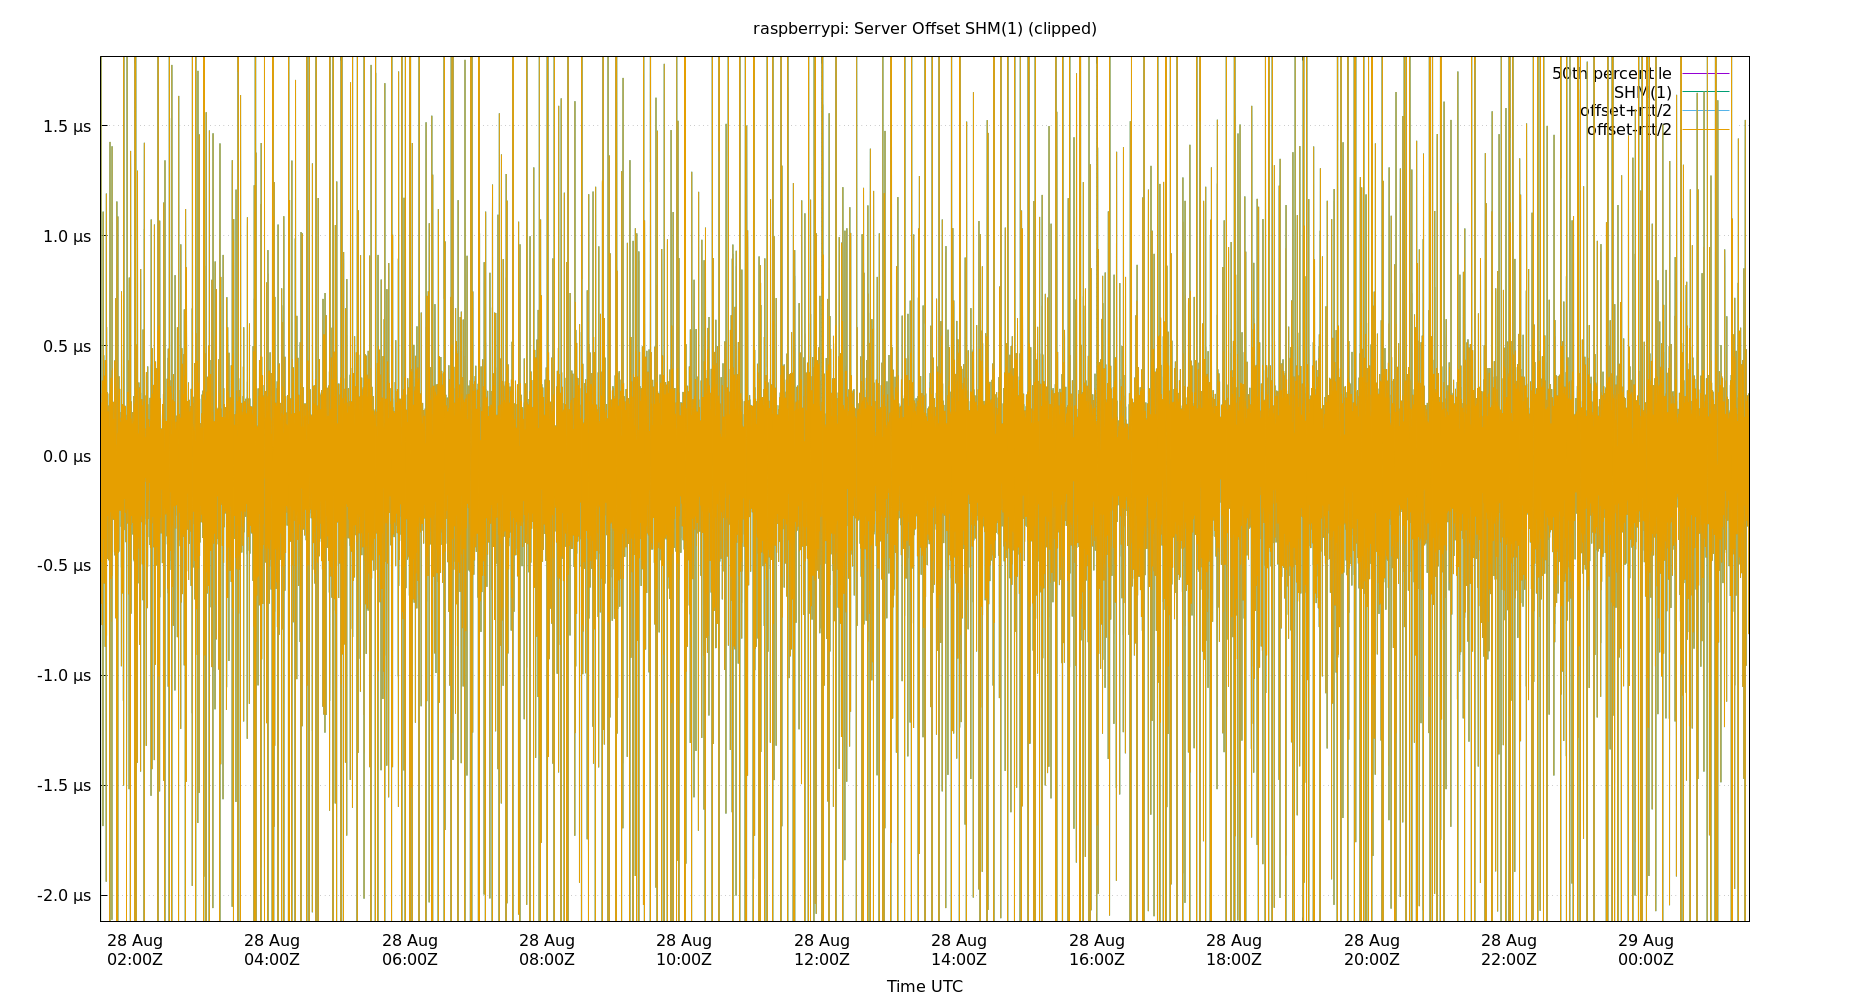 raspberrypi: Server Offset SHM(1) (clipped)
50th percentile
SHM(1)
offset+rtt/2
offset-rtt/2
1.5 µs
1.0 µs
0.5 µs
0.0 µs
-0.5 µs
-1.0 µs
-1.5 µs
-2.0 µs
28 Aug 28 Aug 28 Aug 28 Aug 28 Aug 28 Aug 28 Aug 28 Aug 28 Aug 28 Aug 28 Aug 29 Aug
02:00Z 04:00Z 06:00Z 08:00Z 10:00Z 12:00Z 14:00Z 16:00Z 18:00Z 20:00Z 22:00Z 00:00Z
Time UTC